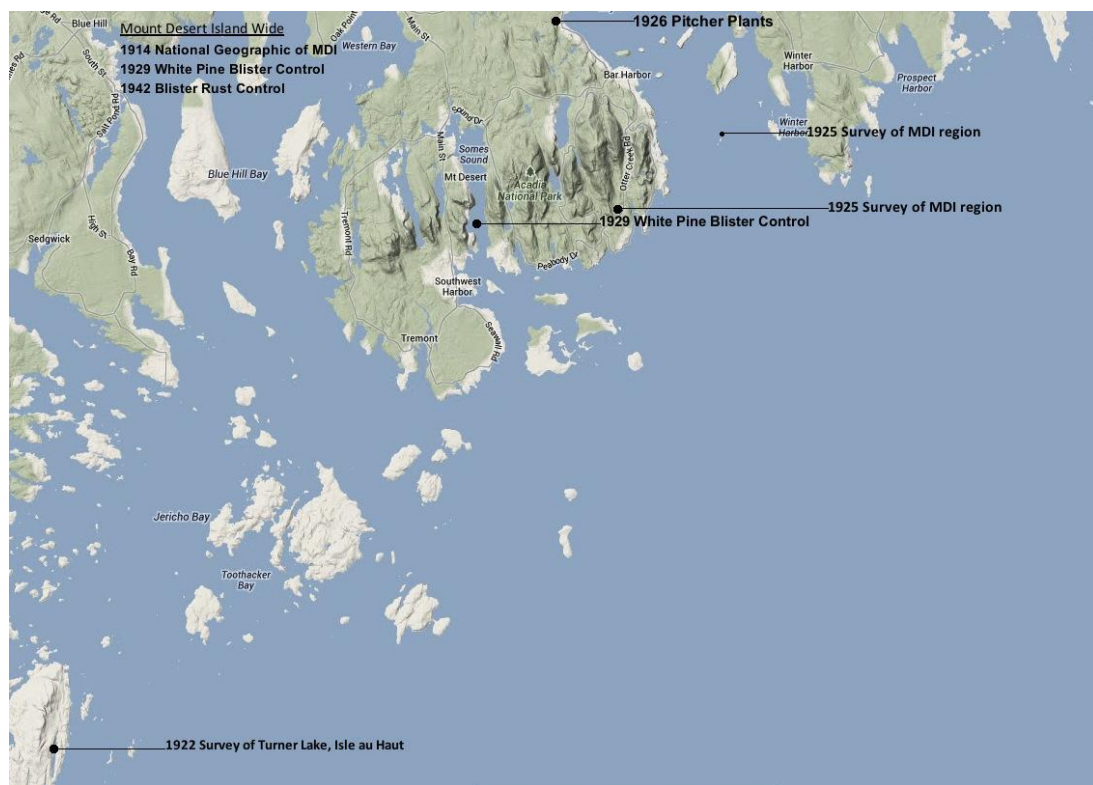 Mount Desert Island Wide
1914 National Geographic of MDI
1929 White Pine Blister Control
1942 Blister Rust Control
1926 Pitcher Plants
1925 Survey of MDI region
1925 Survey of MDI region
1929 White Pine Blister Control
1922 Survey of Turner Lake, Isle au Haut
Blue Hill
South St
Salt Pond Rd
Oak Point
Western Bay
Main St
Bar Harbor
Winter
Harbor
Prospect
Harbor
Winter
Harbor
Sound Dr
Main St
Somes
Sound
Mt Desert
Acadia
National Park
Otter Creek Rd
Blue Hill Bay
Tremont Rd
High St
Sedgwick
Bay Rd
Peabody Dr
Southwest
Harbor
Tremont
Seawall Rd
Jericho Bay
Toothacker
Bay